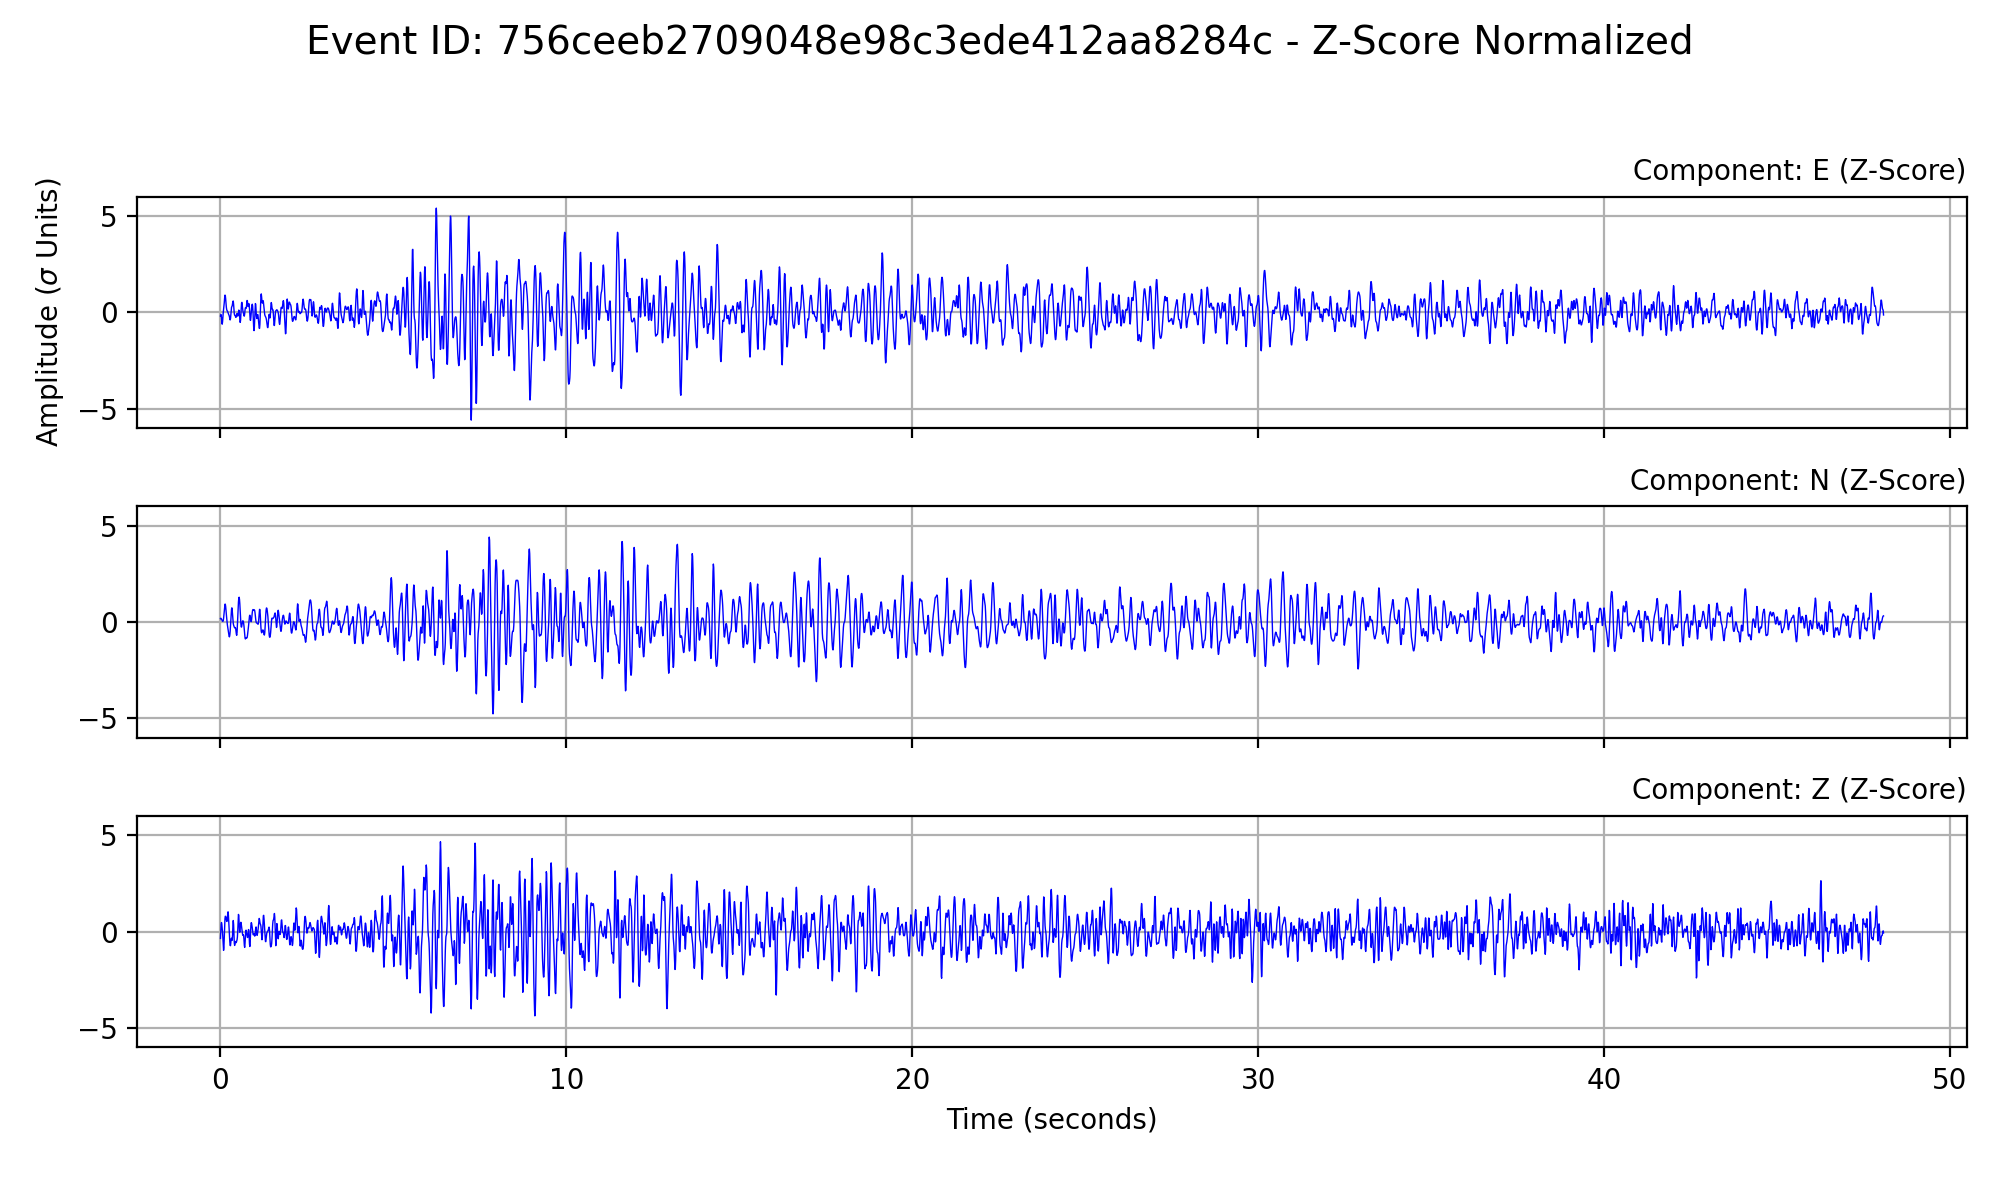 Event ID: 756ceeb2709048e98c3ede412aa8284c - Z-Score Normalized
Component: E (Z-Score)
Amplitude (σ Units)
5
0
−5
Component: N (Z-Score)
5
0
−5
Component: Z (Z-Score)
5
0
−5
0 10 20 30 40 50
Time (seconds)